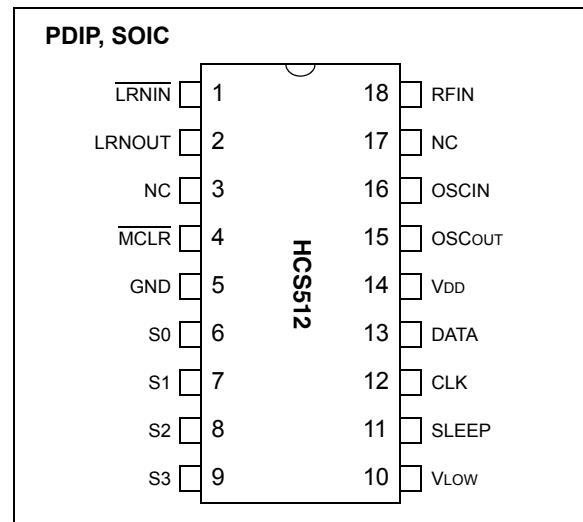 PDIP, SOIC
LRNIN 1 18 RFIN
LRNOUT 2 17 NC
NC 3 16 OSCIN
MCLR 4 15 OSCOUT
GND 5 14 VDD
S0 6 13 DATA
S1 7 12 CLK
S2 8 11 SLEEP
S3 9 10 VLOW
HCS512